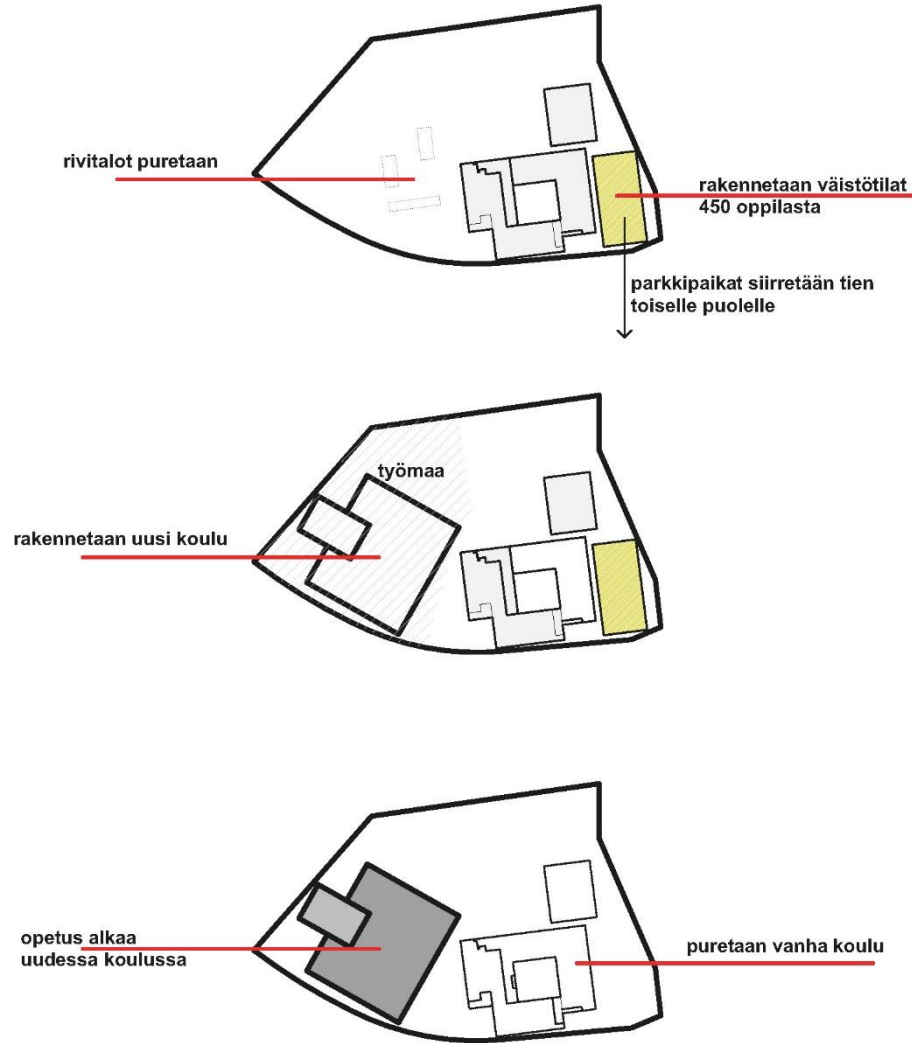 rivitalot puretaan
rakennetaan väistötilat
450 oppilasta
parkkipaikat siirretään tien
toiselle puolelle
työmaa
rakennetaan uusi koulu
opetus alkaa
uudessa koulussa
puretaan vanha koulu